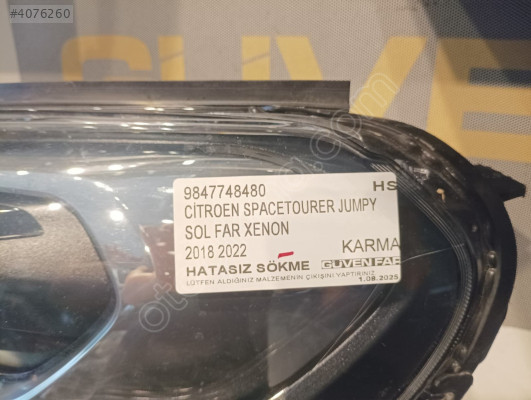 #4076260
GUVE
9847748480 HS
CİTROEN SPACETOURER JUMPY
SOL FAR XENON
2018 2022 KARMA
HATASIZ SÖKME GÜVEN FAR
LÜTFEN ALDIĞINIZ MALZEMENİN ÇIKIŞINI YAPTIRINIZ 1.08.2025